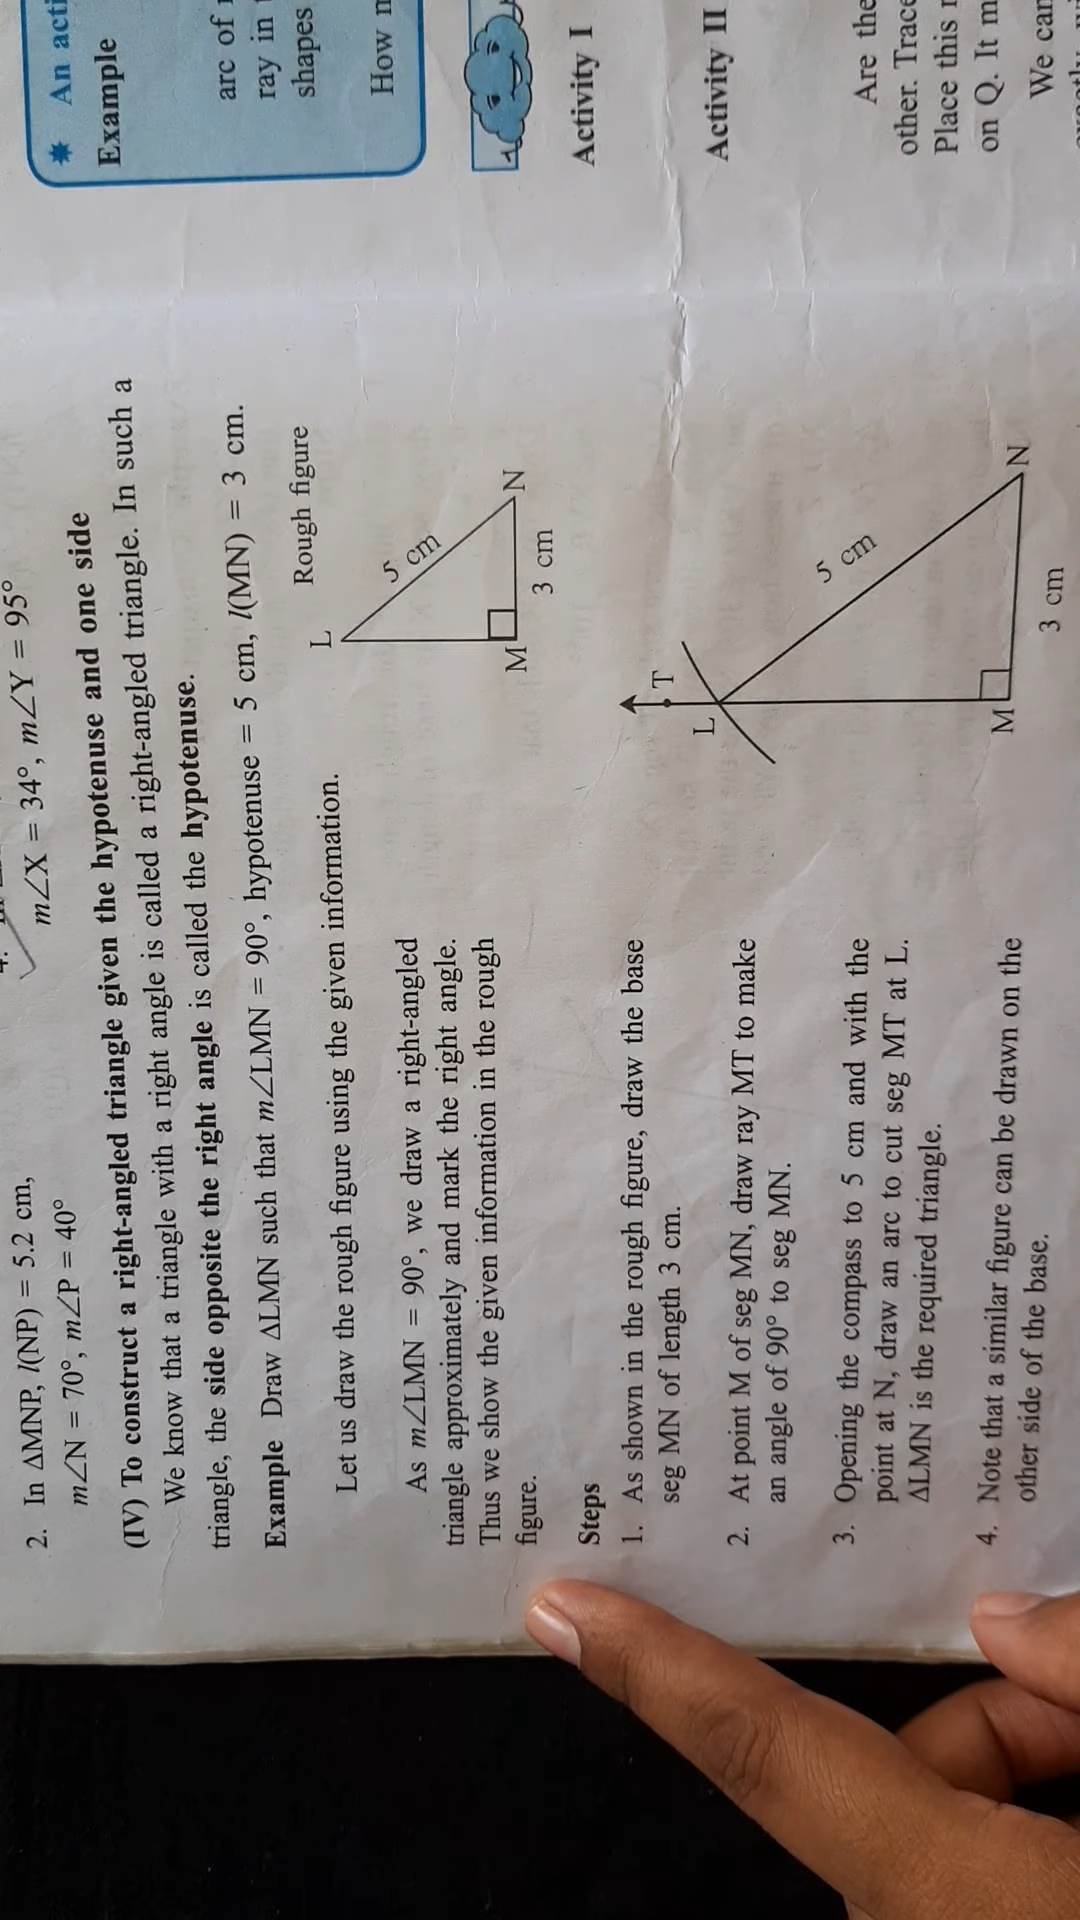 m∠X = 34°, m∠Y = 95°
2. In ΔMNP, l(NP) = 5.2 cm,
m∠N = 70°, m∠P = 40°
(IV) To construct a right-angled triangle given the hypotenuse and one side
We know that a triangle with a right angle is called a right-angled triangle. In such a
triangle, the side opposite the right angle is called the hypotenuse.
Example Draw ΔLMN such that m∠LMN = 90°, hypotenuse = 5 cm, l(MN) = 3 cm.
Let us draw the rough figure using the given information.
Rough figure
L
5 cm
M
N
3 cm
As m∠LMN = 90°, we draw a right-angled
triangle approximately and mark the right angle.
Thus we show the given information in the rough
figure.
Steps
1. As shown in the rough figure, draw the base
seg MN of length 3 cm.
2. At point M of seg MN, draw ray MT to make
an angle of 90° to seg MN.
3. Opening the compass to 5 cm and with the
point at N, draw an arc to cut seg MT at L.
ΔLMN is the required triangle.
4. Note that a similar figure can be drawn on the
other side of the base.
T
L
5 cm
M
N
3 cm
* An acti
Example
arc of
ray in
shapes
How
Activity I
Activity II
Are the
other. Trace
Place this
on Q. It m
We can